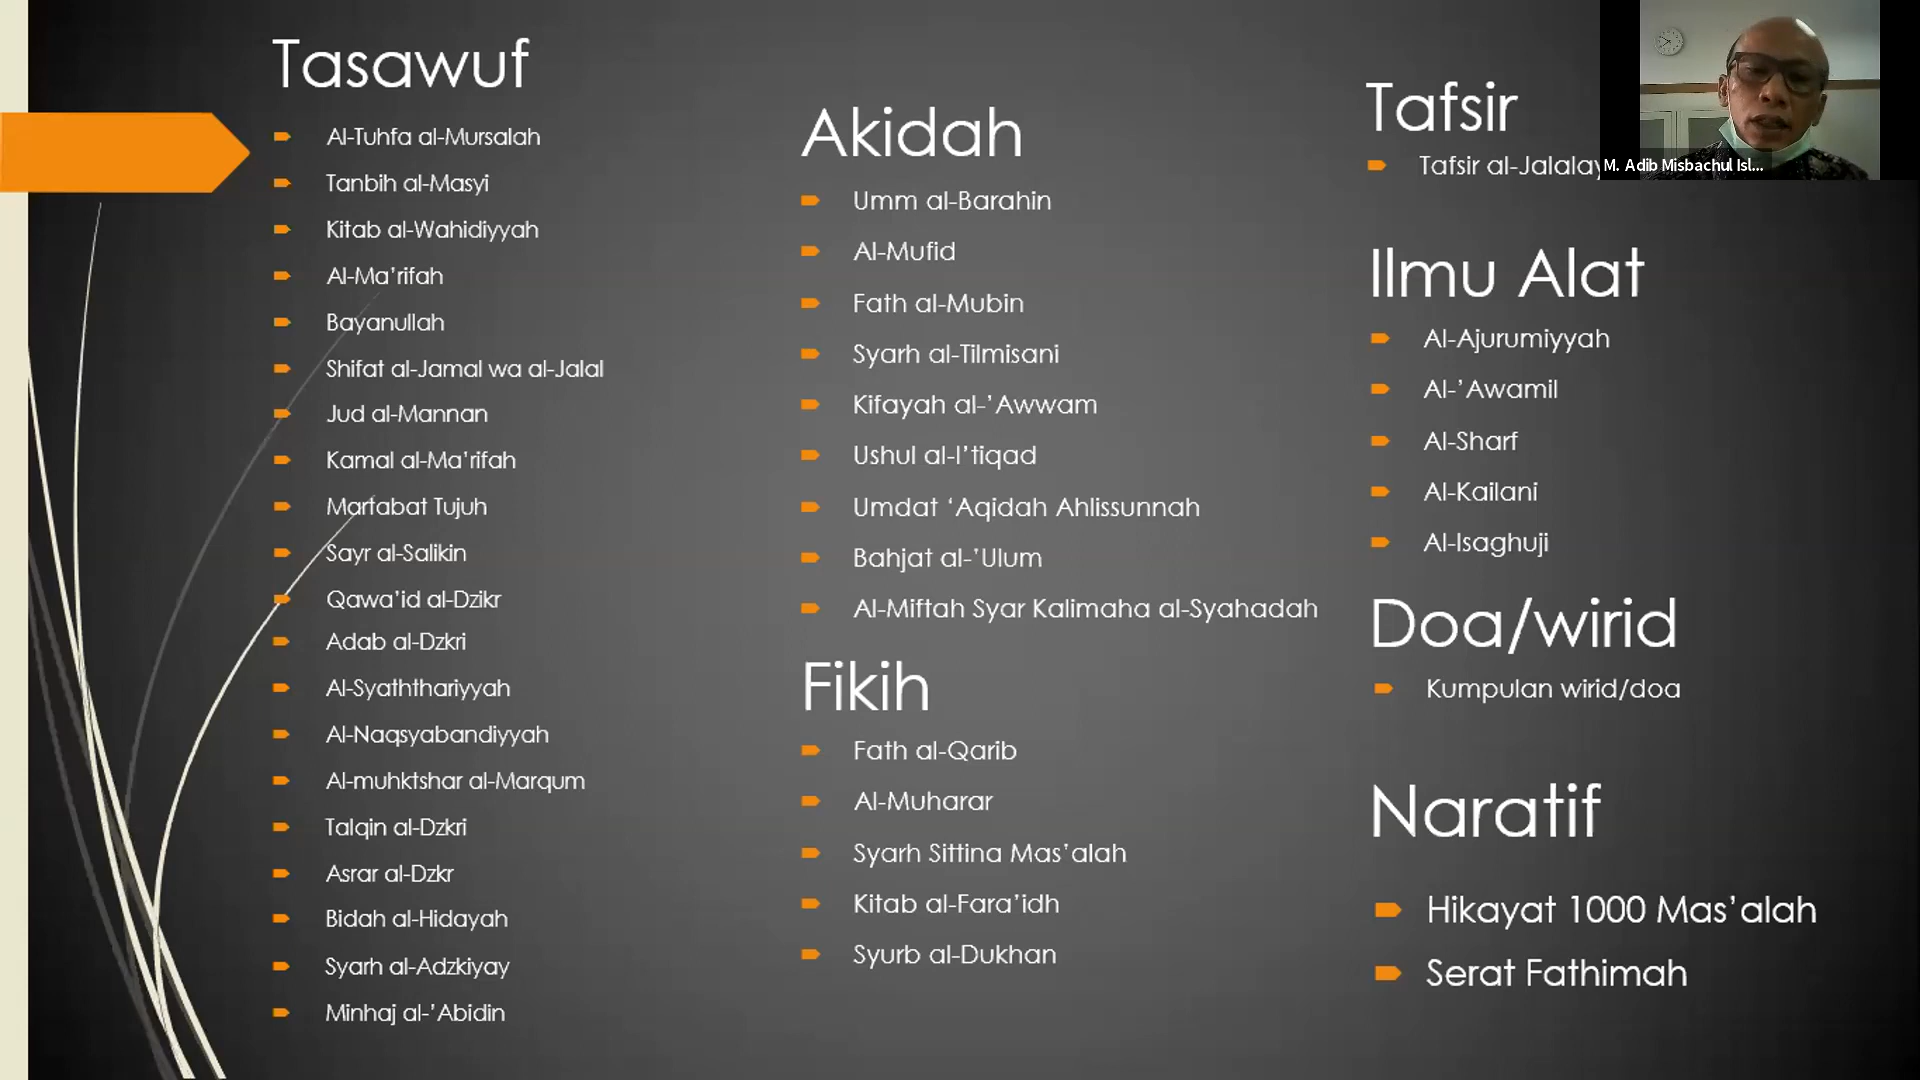 Tasawuf
Al-Tuhfa al-Mursalah
Tanbih al-Masyi
Kitab al-Wahidiyyah
Al-Ma’rifah
Bayanullah
Shifat al-Jamal wa al-Jalal
Jud al-Mannan
Kamal al-Ma’rifah
Martabat Tujuh
Sayr al-Salikin
Qawa’id al-Dzikr
Adab al-Dzkri
Al-Syaththariyyah
Al-Naqsyabandiyyah
Al-muhktshar al-Marqum
Talqin al-Dzkri
Asrar al-Dzkr
Bidah al-Hidayah
Syarh al-Adzkiyay
Minhaj al-’Abidin
Akidah
Umm al-Barahin
Al-Mufid
Fath al-Mubin
Syarh al-Tilmisani
Kifayah al-’Awwam
Ushul al-I’tiqad
Umdat ‘Aqidah Ahlissunnah
Bahjat al-’Ulum
Al-Miftah Syar Kalimaha al-Syahadah
Fikih
Fath al-Qarib
Al-Muharar
Syarh Sittina Mas’alah
Kitab al-Fara’idh
Syurb al-Dukhan
Tafsir
Tafsir al-Jalalay
M. Adib Misbachul Isl...
Ilmu Alat
Al-Ajurumiyyah
Al-’Awamil
Al-Sharf
Al-Kailani
Al-Isaghuji
Doa/wirid
Kumpulan wirid/doa
Naratif
Hikayat 1000 Mas’alah
Serat Fathimah